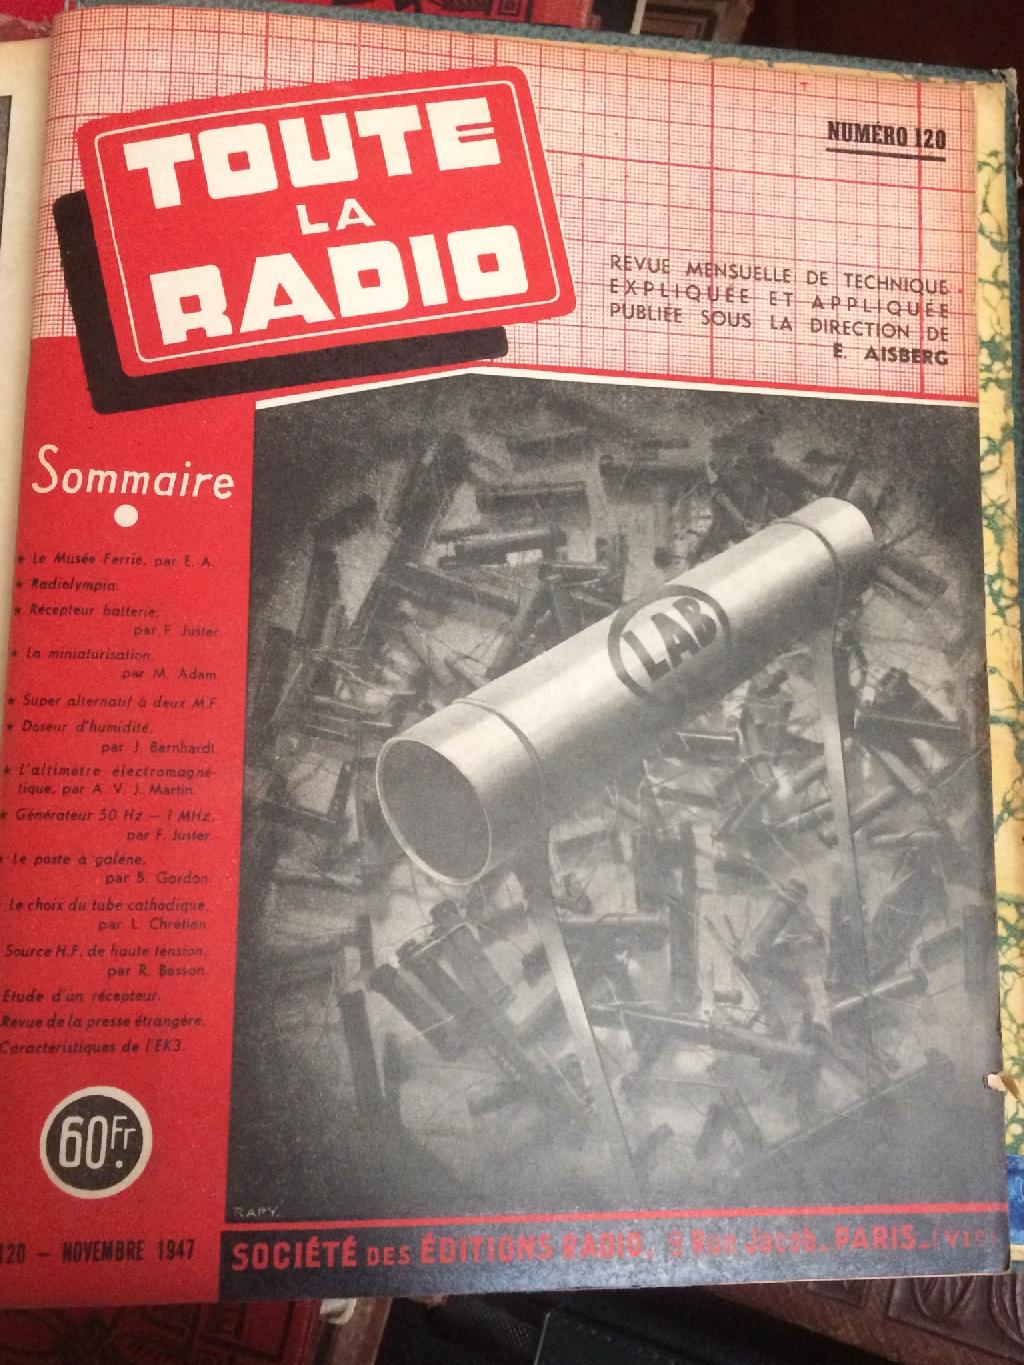 TOUTE
LA
RADIO
NUMÉRO 120
REVUE MENSUELLE DE TECHNIQUE
EXPLIQUÉE ET APPLIQUÉE
PUBLIÉE SOUS LA DIRECTION DE
E. AISBERG
Sommaire
★ Le Musée Ferrié, par E. A.
★ Radiolympia.
★ Récepteur batterie,
par F. Juster.
★ La miniaturisation,
par M. Adam.
★ Super alternatif à deux M.F.
★ Doseur d'humidité,
par J. Bernhardt.
★ L'altimètre électromagné-
tique, par A. V. J. Martin.
★ Générateur 50 Hz – 1 MHz,
par F. Juster.
★ Le poste à galène,
par B. Gordon.
Le choix du tube cathodique,
par L. Chrétien.
Source H.F. de haute tension,
par R. Besson.
Etude d'un récepteur.
Revue de la presse étrangère.
Caractéristiques de l'EK3.
LAB
60Fr.
RAPY.
120 – NOVEMBRE 1947
SOCIÉTÉ DES ÉDITIONS RADIO, 9 Rue Jacob, PARIS_(VIe)